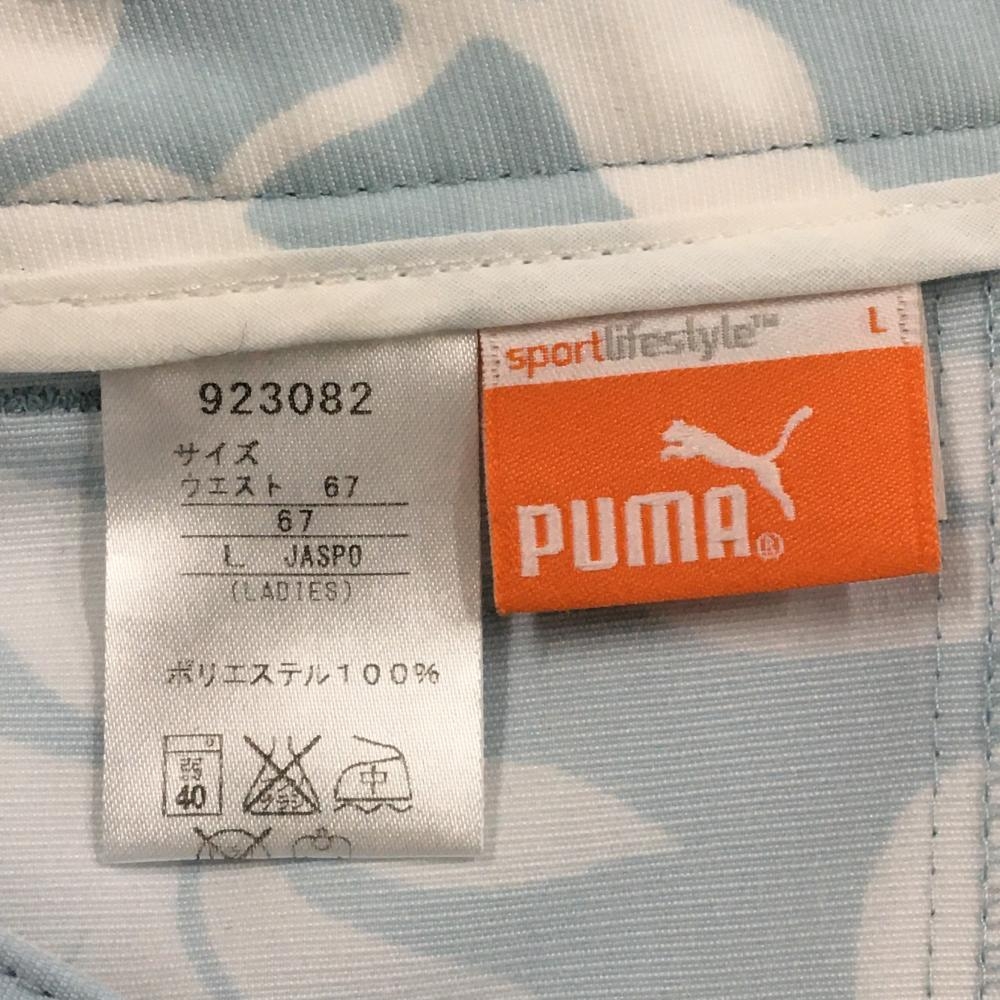 923082
サイズ
ウエスト 67
67
L JASPO
(LADIES)
ポリエステル100%
弱
40
中
sportlifestyle™ L
PUMA®